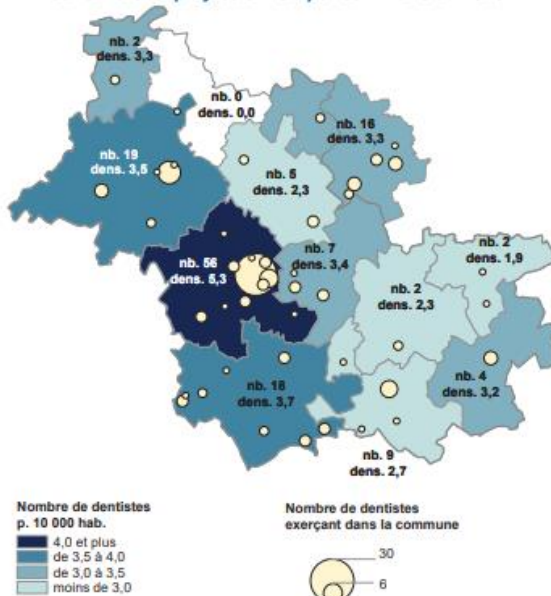 nb. 2
dens. 3,3
nb. 0
dens. 0,0
nb. 16
dens. 3,3
nb. 19
dens. 3,5
nb. 5
dens. 2,3
nb. 7
dens. 3,4
nb. 2
dens. 1,9
nb. 56
dens. 5,3
nb. 2
dens. 2,3
nb. 4
dens. 3,2
nb. 18
dens. 3,7
nb. 9
dens. 2,7
Nombre de dentistes
p. 10 000 hab.
4,0 et plus
de 3,5 à 4,0
de 3,0 à 3,5
moins de 3,0
Nombre de dentistes
exerçant dans la commune
30
6